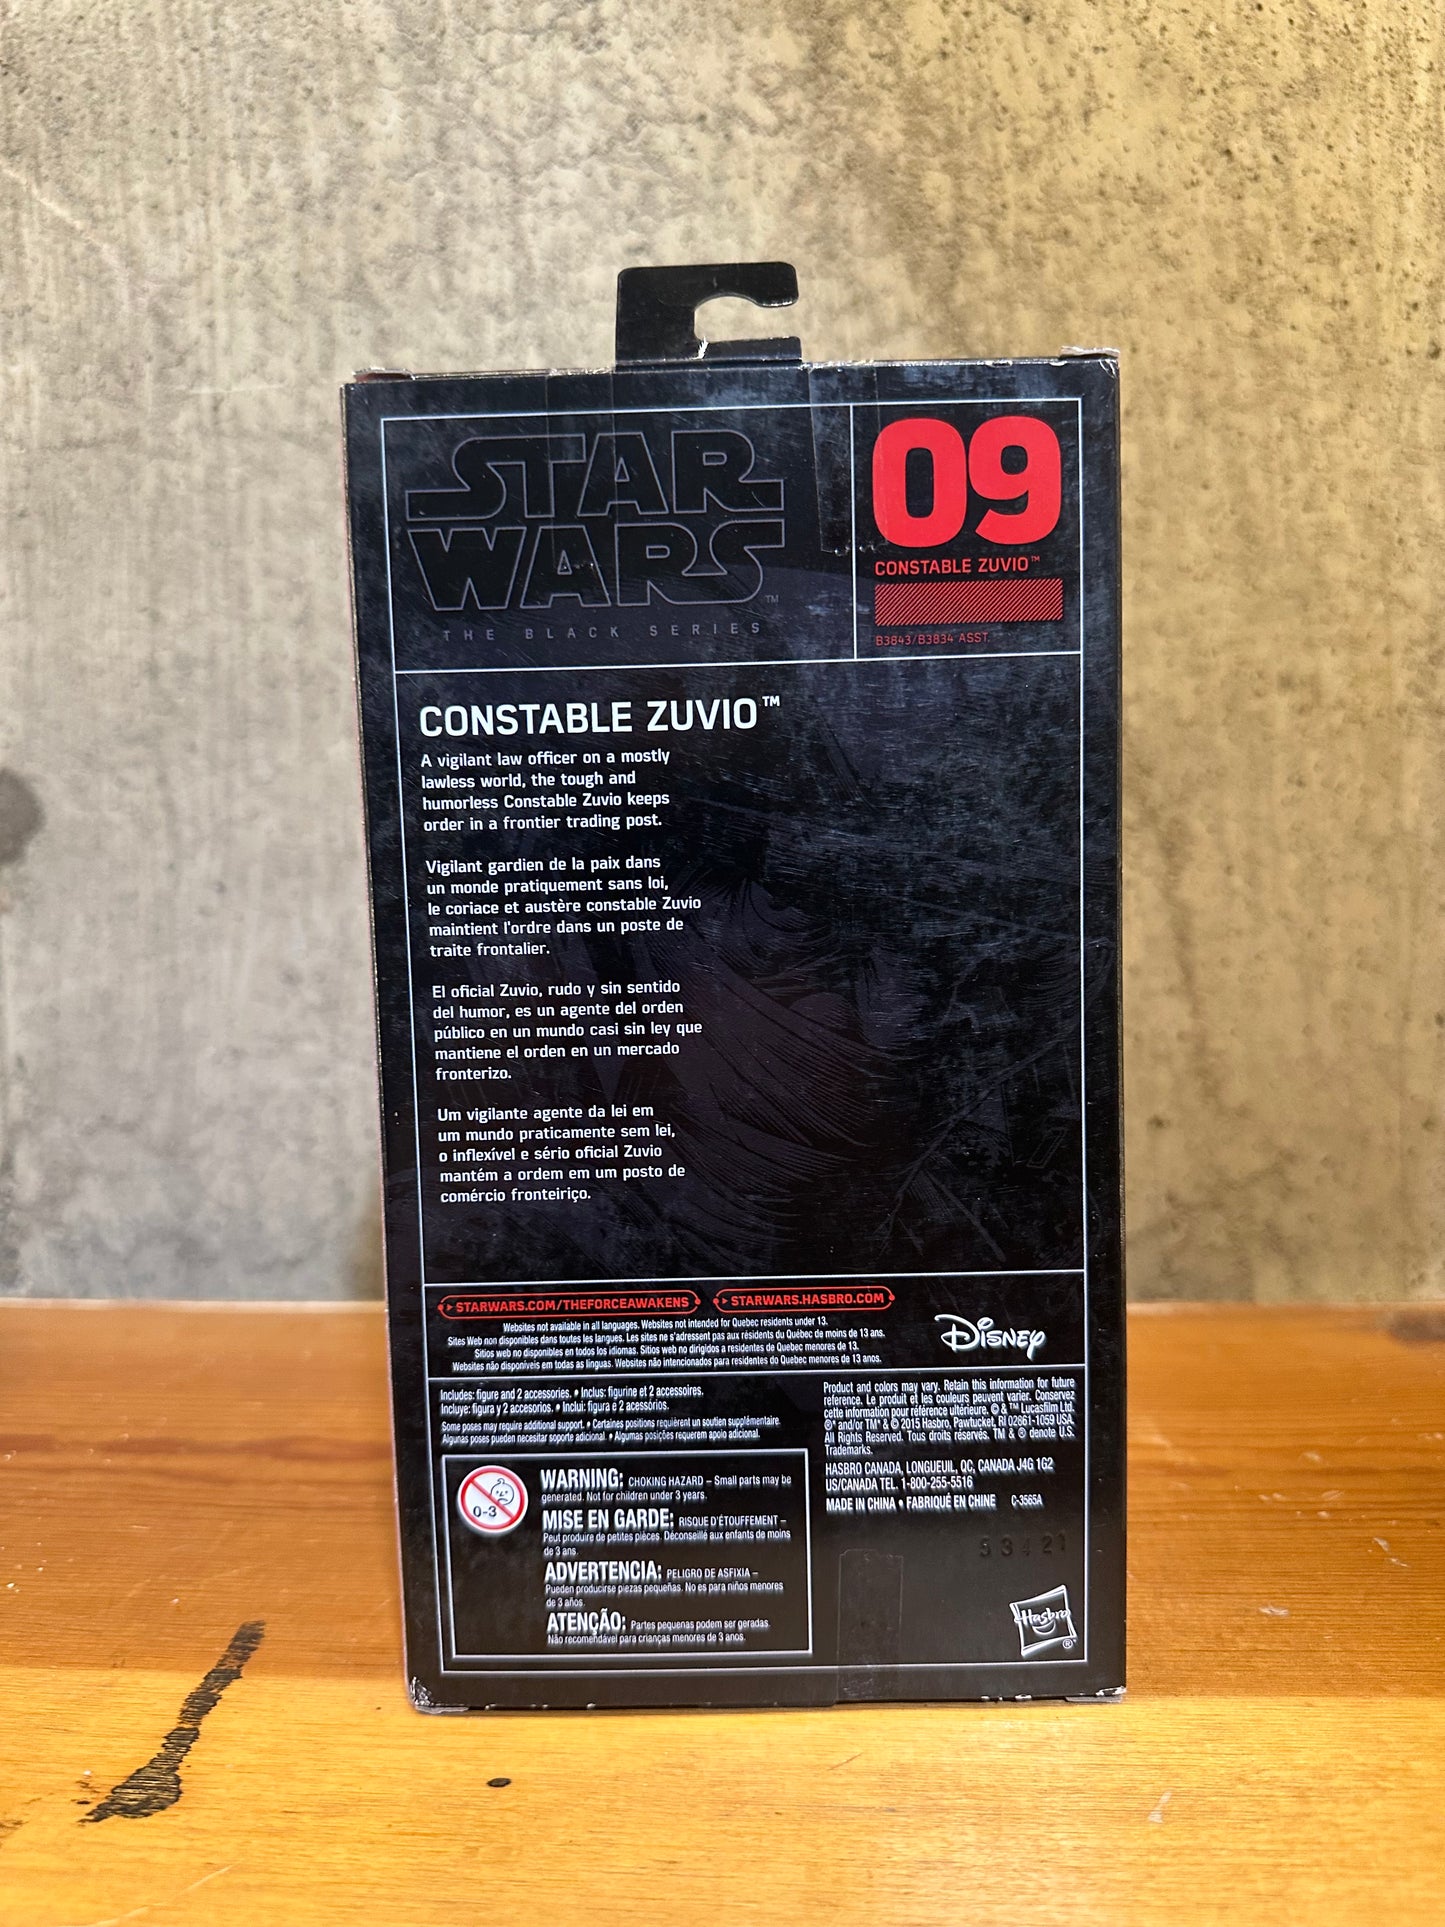 STAR
WARS™
THE BLACK SERIES
09
CONSTABLE ZUVIO™
B3843/B3834 ASST.
CONSTABLE ZUVIO™
A vigilant law officer on a mostly
lawless world, the tough and
humorless Constable Zuvio keeps
order in a frontier trading post.
Vigilant gardien de la paix dans
un monde pratiquement sans loi,
le coriace et austère constable Zuvio
maintient l'ordre dans un poste de
traite frontalier.
El oficial Zuvio, rudo y sin sentido
del humor, es un agente del orden
público en un mundo casi sin ley que
mantiene el orden en un mercado
fronterizo.
Um vigilante agente da lei em
um mundo praticamente sem lei,
o inflexível e sério oficial Zuvio
mantém a ordem em um posto de
comércio fronteiriço.
STARWARS.COM/THEFORCEAWAKENS
STARWARS.HASBRO.COM
Websites not available in all languages. Websites not intended for Quebec residents under 13.
Sites Web non disponibles dans toutes les langues. Les sites ne s'adressent pas aux résidents du Québec de moins de 13 ans.
Sitios web no disponibles en todos los idiomas. Sitios web no dirigidos a residentes de Quebec menores de 13.
Websites não disponíveis em todas as línguas. Websites não intencionados para residentes do Quebec menores de 13 anos.
Disney
Includes: figure and 2 accessories. • Inclus: figurine et 2 accessoires.
Incluye: figura y 2 accesorios. • Inclui: figura e 2 acessórios.
Some poses may require additional support. • Certaines positions requièrent un soutien supplémentaire.
Algunas poses pueden necesitar soporte adicional. • Algumas posições requerem apoio adicional.
0-3
WARNING: CHOKING HAZARD – Small parts may be
generated. Not for children under 3 years.
MISE EN GARDE: RISQUE D'ÉTOUFFEMENT –
Peut produire de petites pièces. Déconseillé aux enfants de moins
de 3 ans.
ADVERTENCIA: PELIGRO DE ASFIXIA –
Pueden producirse piezas pequeñas. No es para niños menores
de 3 años.
ATENÇÃO: Partes pequenas podem ser geradas.
Não recomendável para crianças menores de 3 anos.
Product and colors may vary. Retain this information for future
reference. Le produit et les couleurs peuvent varier. Conservez
cette information pour référence ultérieure. © & ™ Lucasfilm Ltd.
®* and/or TM* & © 2015 Hasbro, Pawtucket, RI 02861-1059 USA.
All Rights Reserved. Tous droits réservés. TM & ® denote U.S.
Trademarks.
HASBRO CANADA, LONGUEUIL, QC, CANADA J4G 1G2
US/CANADA TEL. 1-800-255-5516
MADE IN CHINA • FABRIQUÉ EN CHINE C-3565A
53421
Hasbro
®*